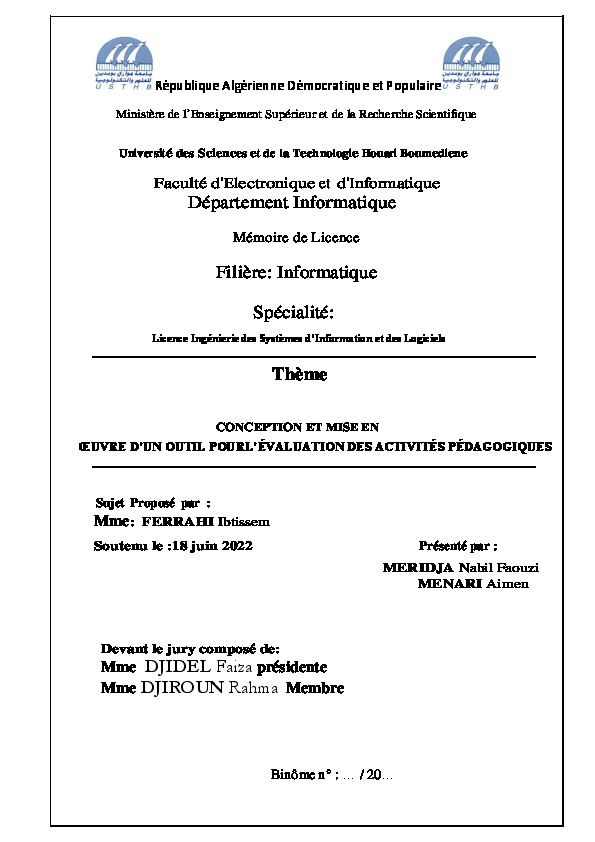 جامعة هواري بومدين
للعلوم والتكنولوجيا
USTHB
جامعة هواري بومدين
للعلوم والتكنولوجيا
USTHB
République Algérienne Démocratique et Populaire
Ministère de l'Enseignement Supérieur et de la Recherche Scientifique
Université des Sciences et de la Technologie Houari Boumediene
Faculté d'Electronique et d'Informatique
Département Informatique
Mémoire de Licence
Filière: Informatique
Spécialité:
Licence Ingénierie des Systèmes d'Information et des Logiciels
Thème
CONCEPTION ET MISE EN
ŒUVRE D'UN OUTIL POURL'ÉVALUATION DES ACTIVITÉS PÉDAGOGIQUES
Sujet Proposé par :
Mme: FERRAHI Ibtissem
Soutenu le :18 juin 2022
Présenté par :
MERIDJA Nabil Faouzi
MENARI Aimen
Devant le jury composé de:
Mme DJIDEL Faiza présidente
Mme DJIROUN Rahma Membre
Binôme n° : … / 20…